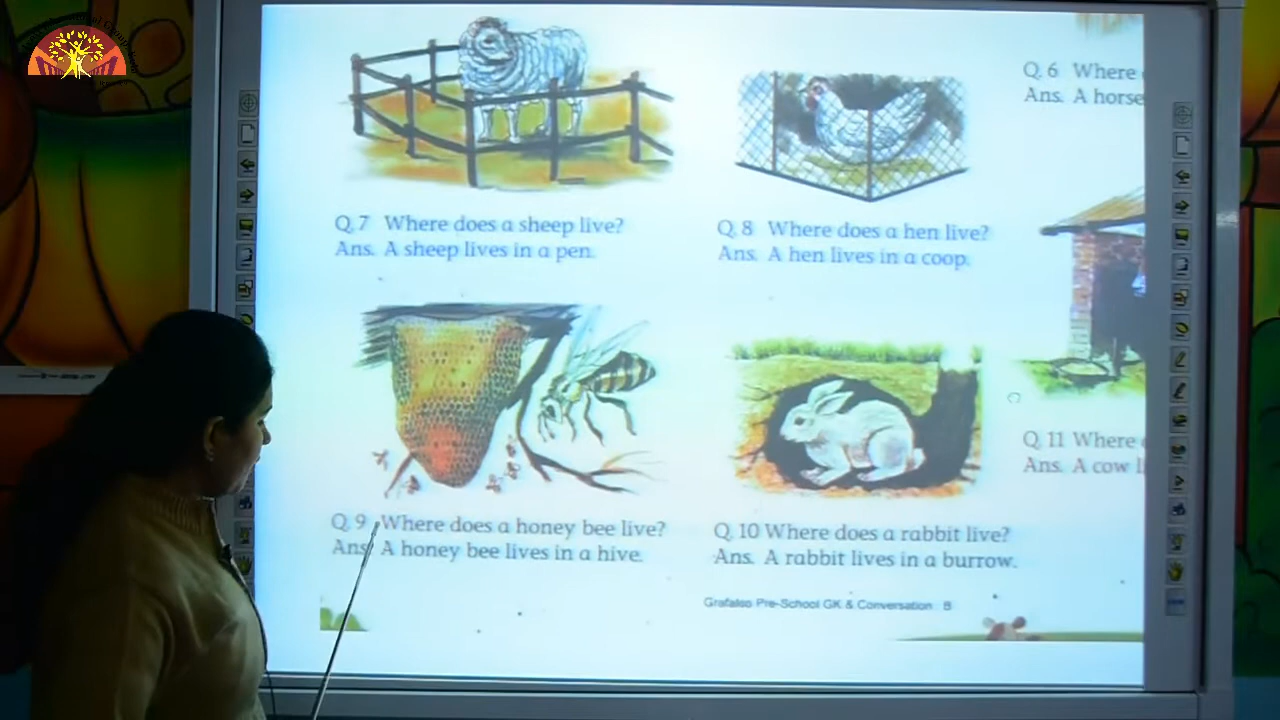 Q. 6 Where
Ans. A horse
Q. 7 Where does a sheep live?
Ans. A sheep lives in a pen.
Q. 8 Where does a hen live?
Ans. A hen lives in a coop.
Q. 9 Where does a honey bee live?
Ans. A honey bee lives in a hive.
Q. 10 Where does a rabbit live?
Ans. A rabbit lives in a burrow.
Q. 11 Where
Ans. A cow
Grafalco Pre-School GK & Conversation B